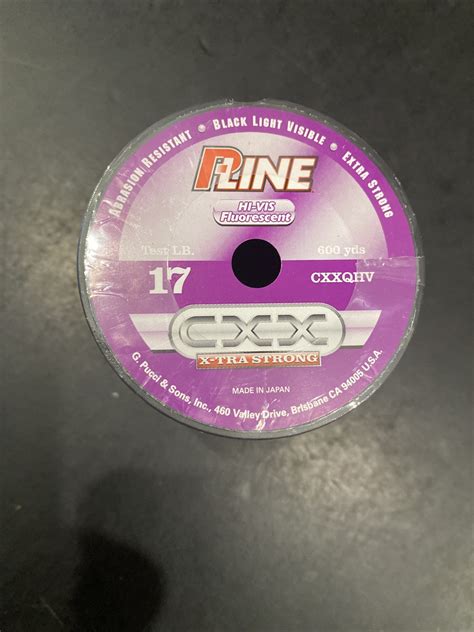 ABRASION RESISTANT • BLACK LIGHT VISIBLE • EXTRA STRONG
P-LINE
HI-VIS
Fluorescent
Test LB. 600 yds
17 CXXQHV
CXX
X-TRA STRONG
MADE IN JAPAN
G. Pucci & Sons, Inc., 460 Valley Drive, Brisbane CA 94005 U.S.A.